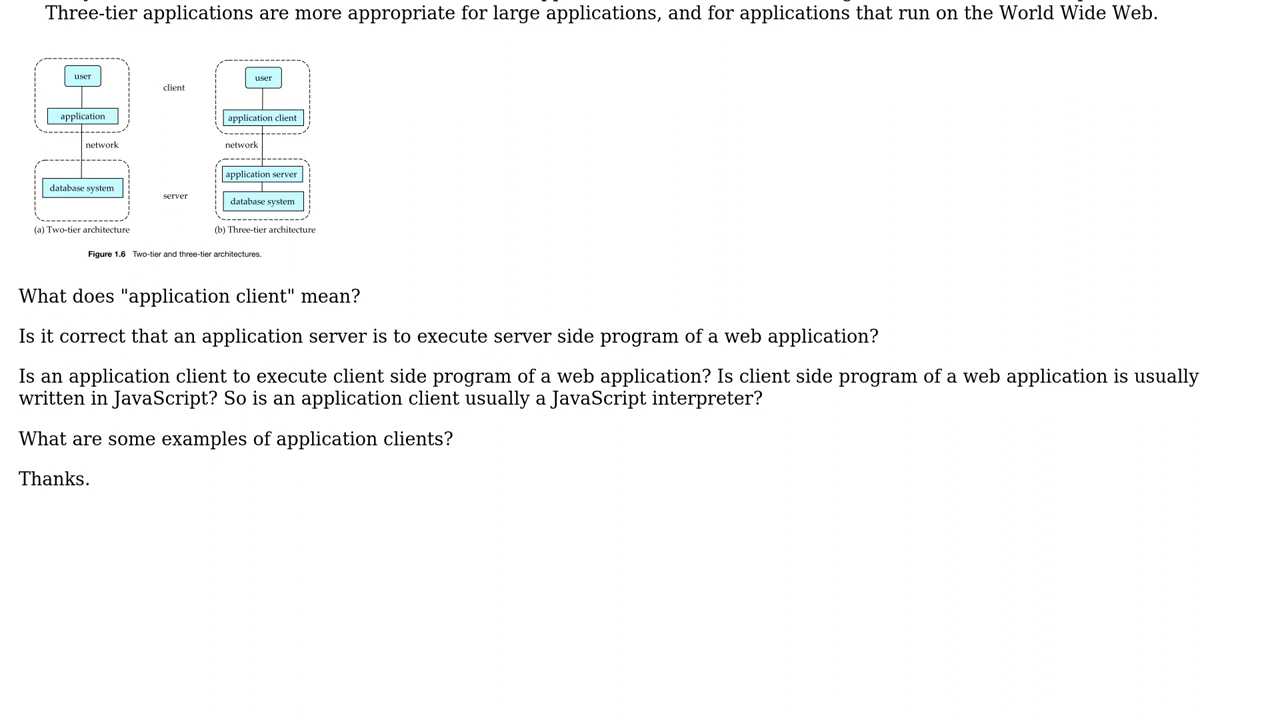 Three-tier applications are more appropriate for large applications, and for applications that run on the World Wide Web.
user
application
network
database system
(a) Two-tier architecture
client
server
user
application client
network
application server
database system
(b) Three-tier architecture
Figure 1.6 Two-tier and three-tier architectures.
What does "application client" mean?
Is it correct that an application server is to execute server side program of a web application?
Is an application client to execute client side program of a web application? Is client side program of a web application is usually
written in JavaScript? So is an application client usually a JavaScript interpreter?
What are some examples of application clients?
Thanks.